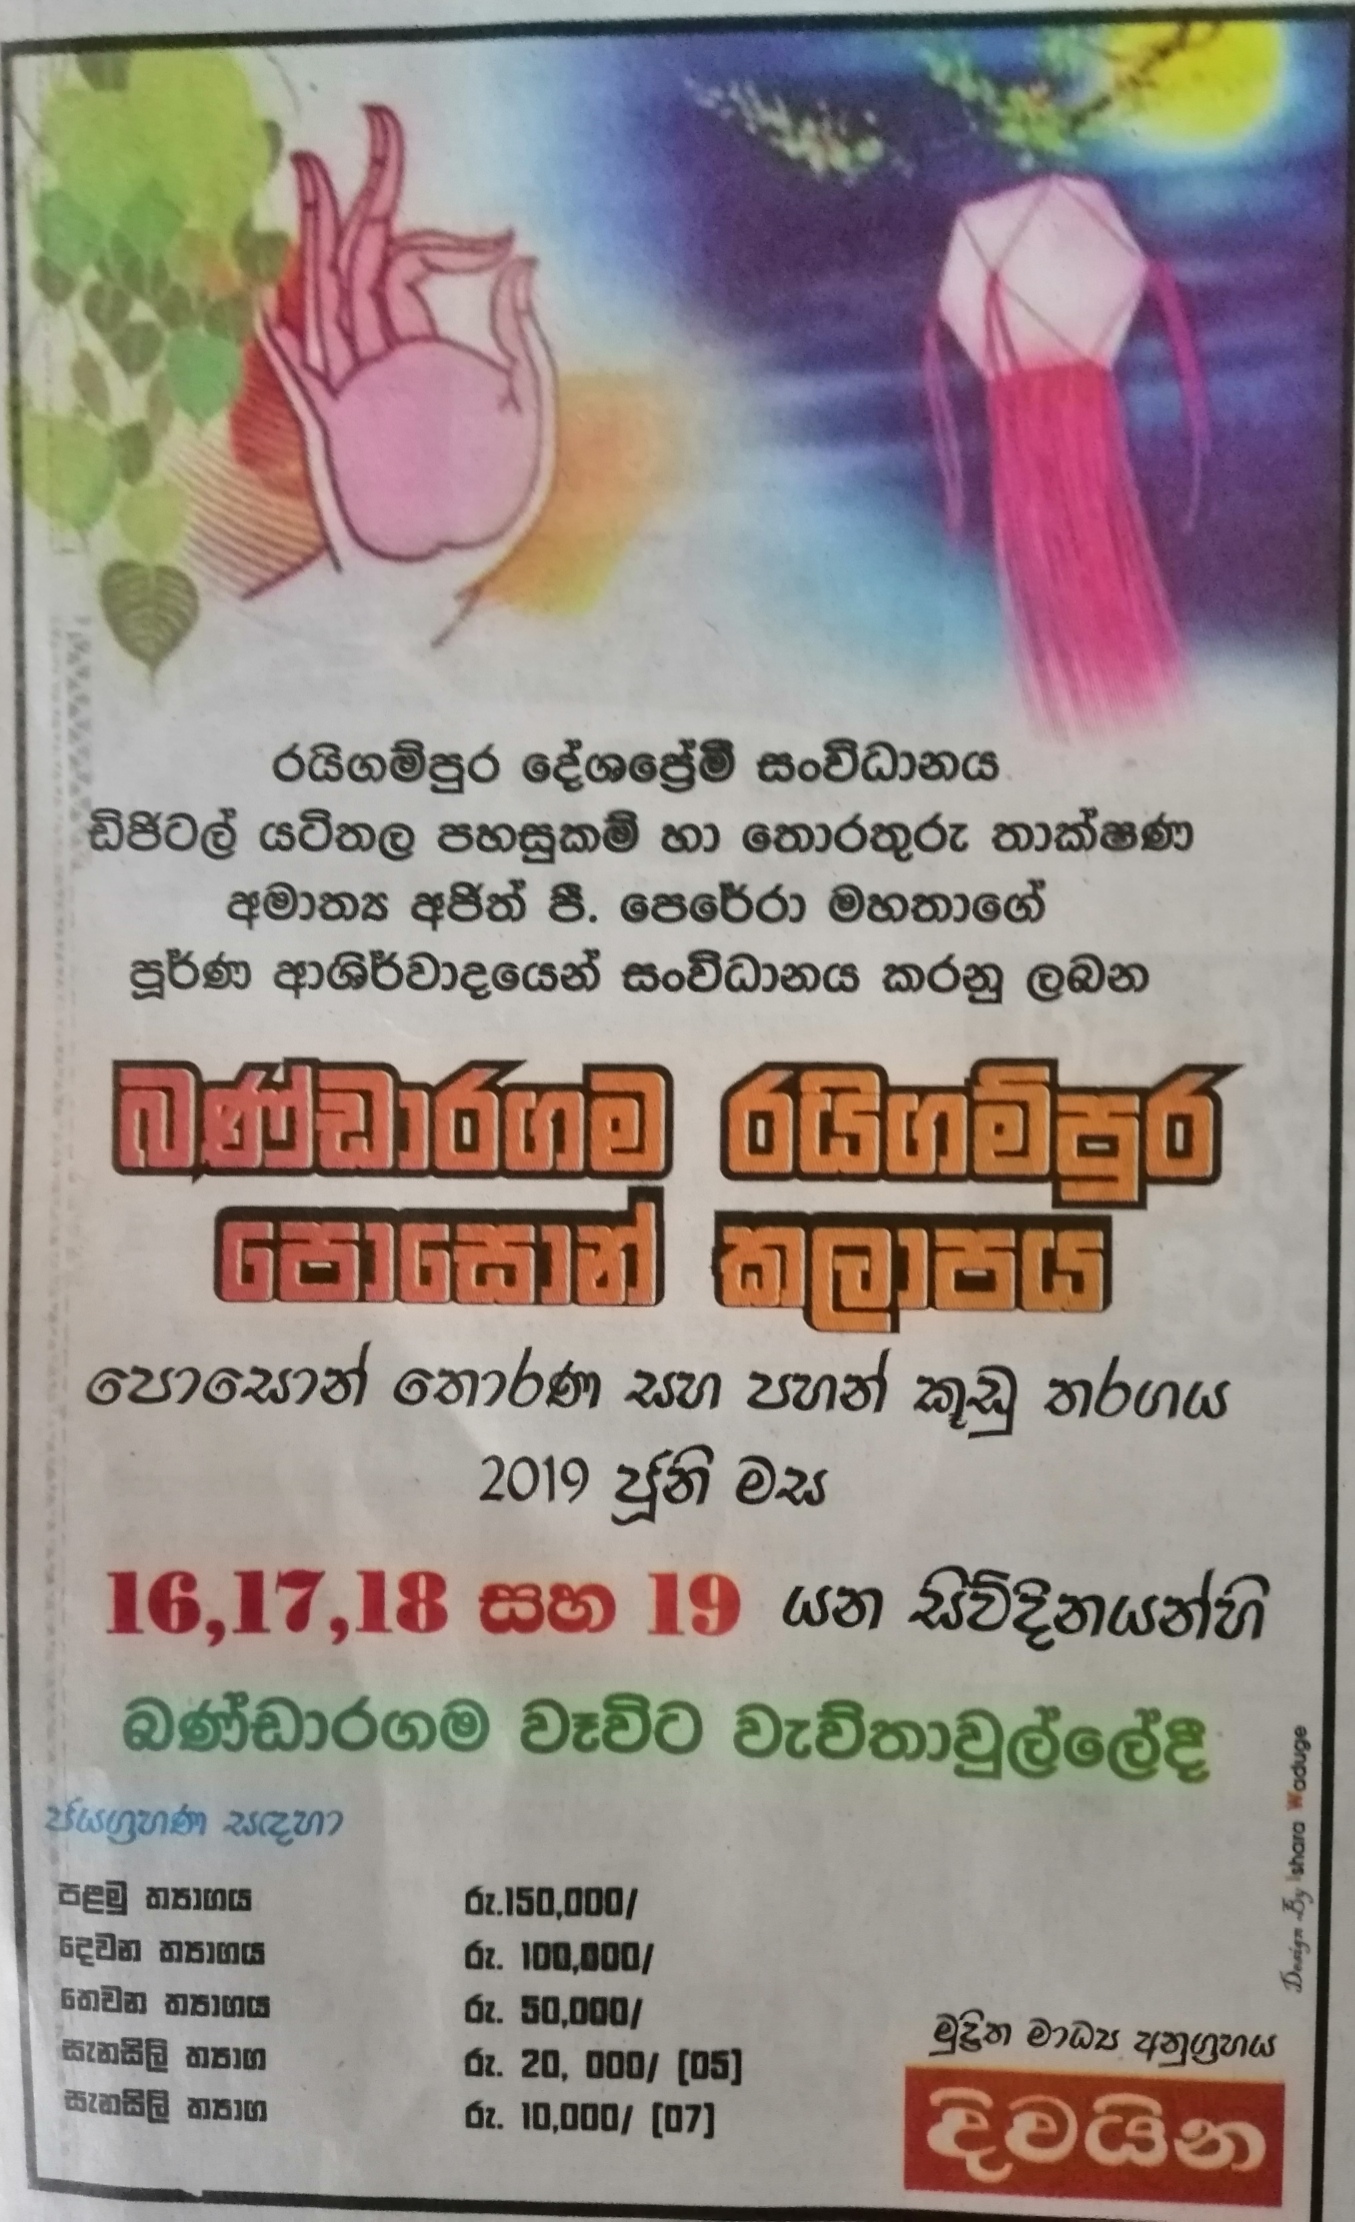 රයිගම්පුර දේශප්‍රේමී සංවිධානය
ඩිජිටල් යටිතල පහසුකම් හා තොරතුරු තාක්ෂණ
අමාත්‍ය අජිත් පී. පෙරේරා මහතාගේ
පූර්ණ ආශිර්වාදයෙන් සංවිධානය කරනු ලබන
බණ්ඩාරගම රයිගම්පුර
පොසොන් කලාපය
පොසොන් තොරණ සහ පහන් කූඩු තරගය
2019 ජූනි මස
16,17,18 සහ 19 යන සිව්දිනයන්හි
බණ්ඩාරගම වෑවිට වැව්තාවුල්ලේදී
ජයග්‍රහණ සඳහා
පළමු ත්‍යාගය රු.150,000/
දෙවන ත්‍යාගය රු. 100,000/
තෙවන ත්‍යාගය රු. 50,000/
සැනසිලි ත්‍යාග රු. 20, 000/ [05]
සැනසිලි ත්‍යාග රු. 10,000/ [07]
මුද්‍රිත මාධ්‍ය අනුග්‍රහය
දිවයින
Design By Ishara Waduge